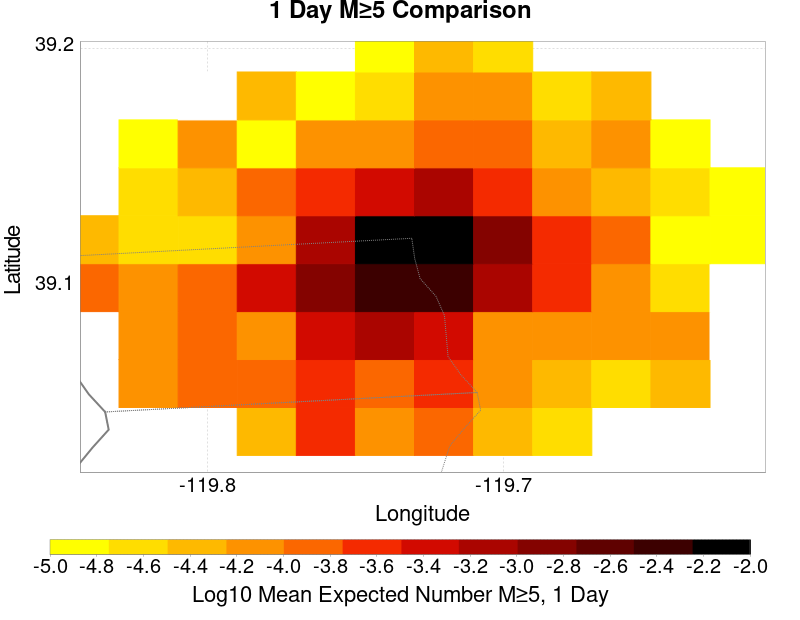 1 Day M≥5 Comparison
39.2
Latitude
39.1
-119.8 -119.7
Longitude
-5.0 -4.8 -4.6 -4.4 -4.2 -4.0 -3.8 -3.6 -3.4 -3.2 -3.0 -2.8 -2.6 -2.4 -2.2 -2.0
Log10 Mean Expected Number M≥5, 1 Day